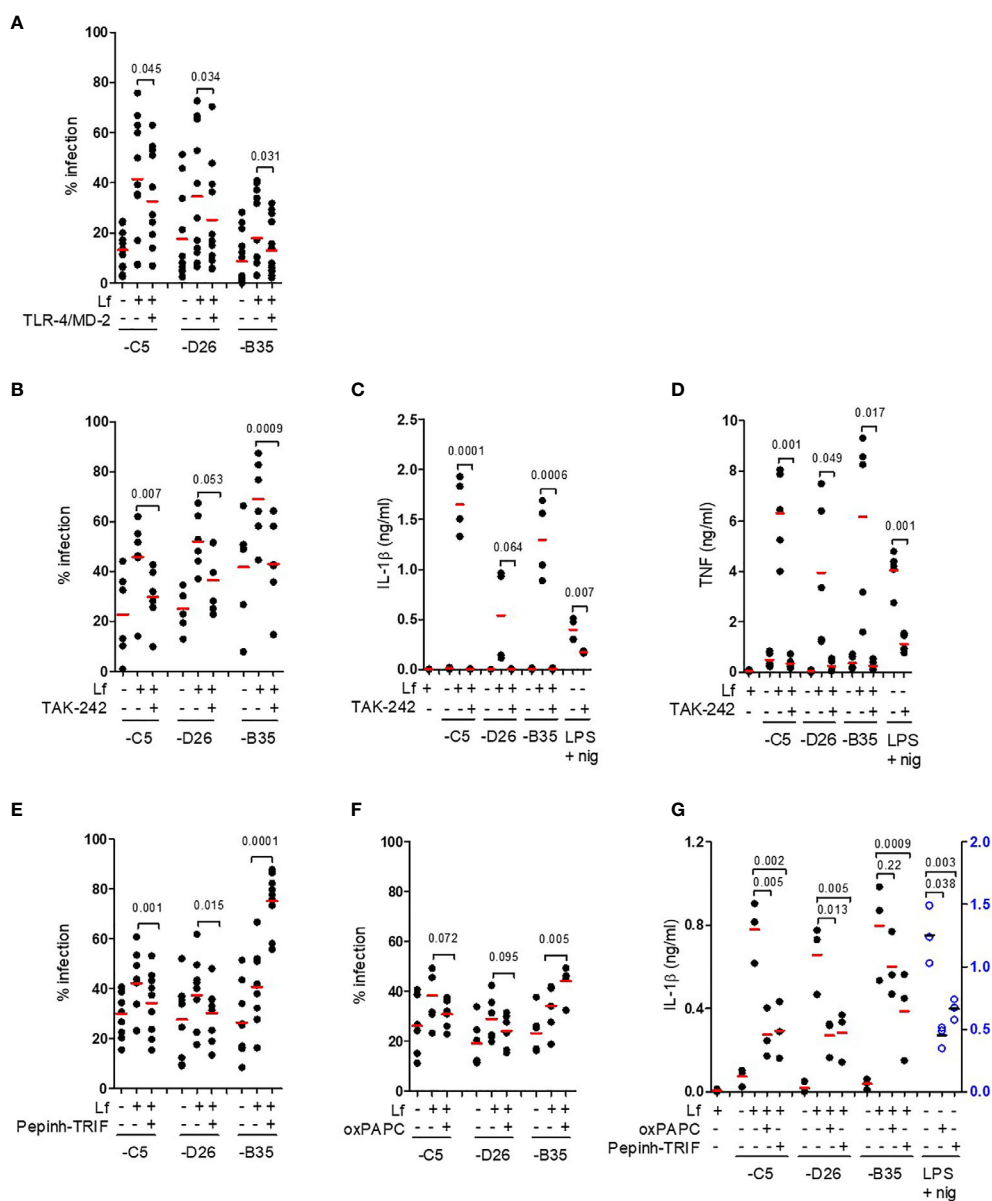 A
% infection
100
80
60
40
20
0
0.045
0.034
0.031
Lf - + + - + + - + +
TLR-4/MD-2 - - + - - + - - +
-C5 -D26 -B35
B
% infection
100
80
60
40
20
0
0.007
0.053
0.0009
Lf - + + - + + - + +
TAK-242 - - + - - + - - +
-C5 -D26 -B35
C
IL-1β (ng/ml)
2.5
2.0
1.5
1.0
0.5
0.0
0.0001
0.064
0.0006
0.007
Lf + - + + - + + - + + - -
TAK-242 - - - + - - + - - + - +
-C5 -D26 -B35 LPS
+ nig
D
TNF (ng/ml)
10
8
6
4
2
0
0.001
0.049
0.017
0.001
Lf + - + + - + + - + + - -
TAK-242 - - - + - - + - - + - +
-C5 -D26 -B35 LPS
+ nig
E
% infection
100
80
60
40
20
0
0.001
0.015
0.0001
Lf - + + - + + - + +
Pepinh-TRIF - - + - - + - - +
-C5 -D26 -B35
F
% infection
100
80
60
40
20
0
0.072
0.095
0.005
Lf - + + - + + - + +
oxPAPC - - + - - + - - +
-C5 -D26 -B35
G
IL-1β (ng/ml)
1.2
0.8
0.4
0.0
2.0
1.5
1.0
0.5
0.0
0.002
0.005
0.005
0.013
0.0009
0.22
0.003
0.038
Lf + - + + + - + + + - + + + - - -
oxPAPC - - - + - - - + - - - + - - + -
Pepinh-TRIF - - - - + - - - + - - - + - - +
-C5 -D26 -B35 LPS
+ nig